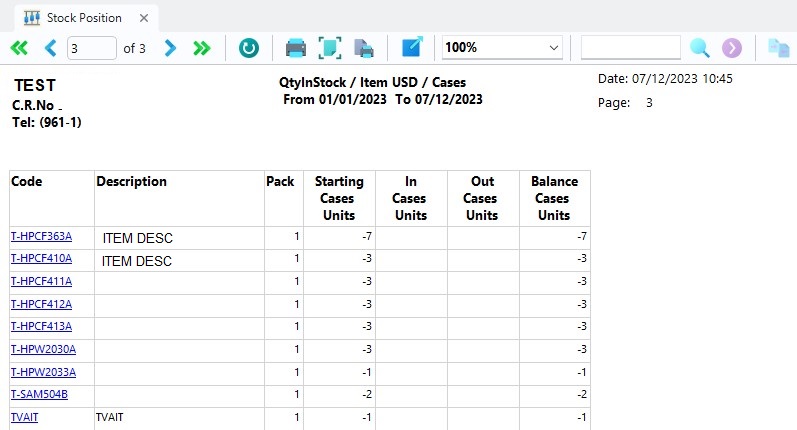 Stock Position
3 of 3 100%
TEST
C.R.No .
Tel: (961-1)
QtyInStock / Item USD / Cases
From 01/01/2023 To 07/12/2023
Date: 07/12/2023 10:45
Page: 3
Code Description Pack Starting Cases Units In Cases Units Out Cases Units Balance Cases Units
T-HPCF363A ITEM DESC 1 -7 -7
T-HPCF410A ITEM DESC 1 -3 -3
T-HPCF411A 1 -3 -3
T-HPCF412A 1 -3 -3
T-HPCF413A 1 -3 -3
T-HPW2030A 1 -3 -3
T-HPW2033A 1 -1 -1
T-SAM504B 1 -2 -2
TVAIT TVAIT 1 -1 -1